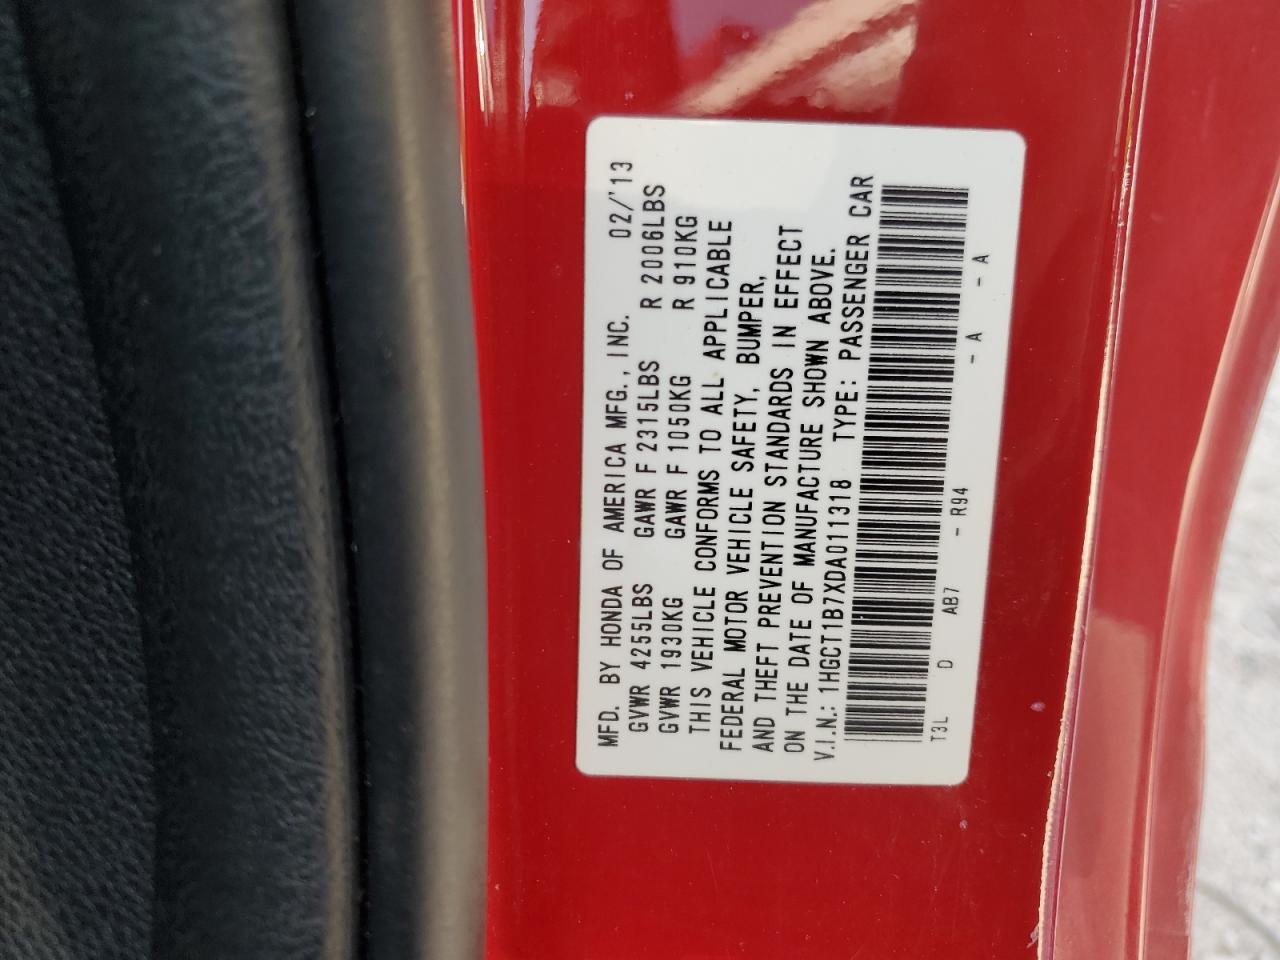 MFD. BY HONDA OF AMERICA MFG., INC. 02/'13
GVWR 4255LBS GAWR F 2315LBS R 2006LBS
GVWR 1930KG GAWR F 1050KG R 910KG
THIS VEHICLE CONFORMS TO ALL APPLICABLE
FEDERAL MOTOR VEHICLE SAFETY, BUMPER,
AND THEFT PREVENTION STANDARDS IN EFFECT
ON THE DATE OF MANUFACTURE SHOWN ABOVE.
V.I.N.: 1HGCT1B7XDA011318 TYPE: PASSENGER CAR
T3L D AB7 - R94 - A - A